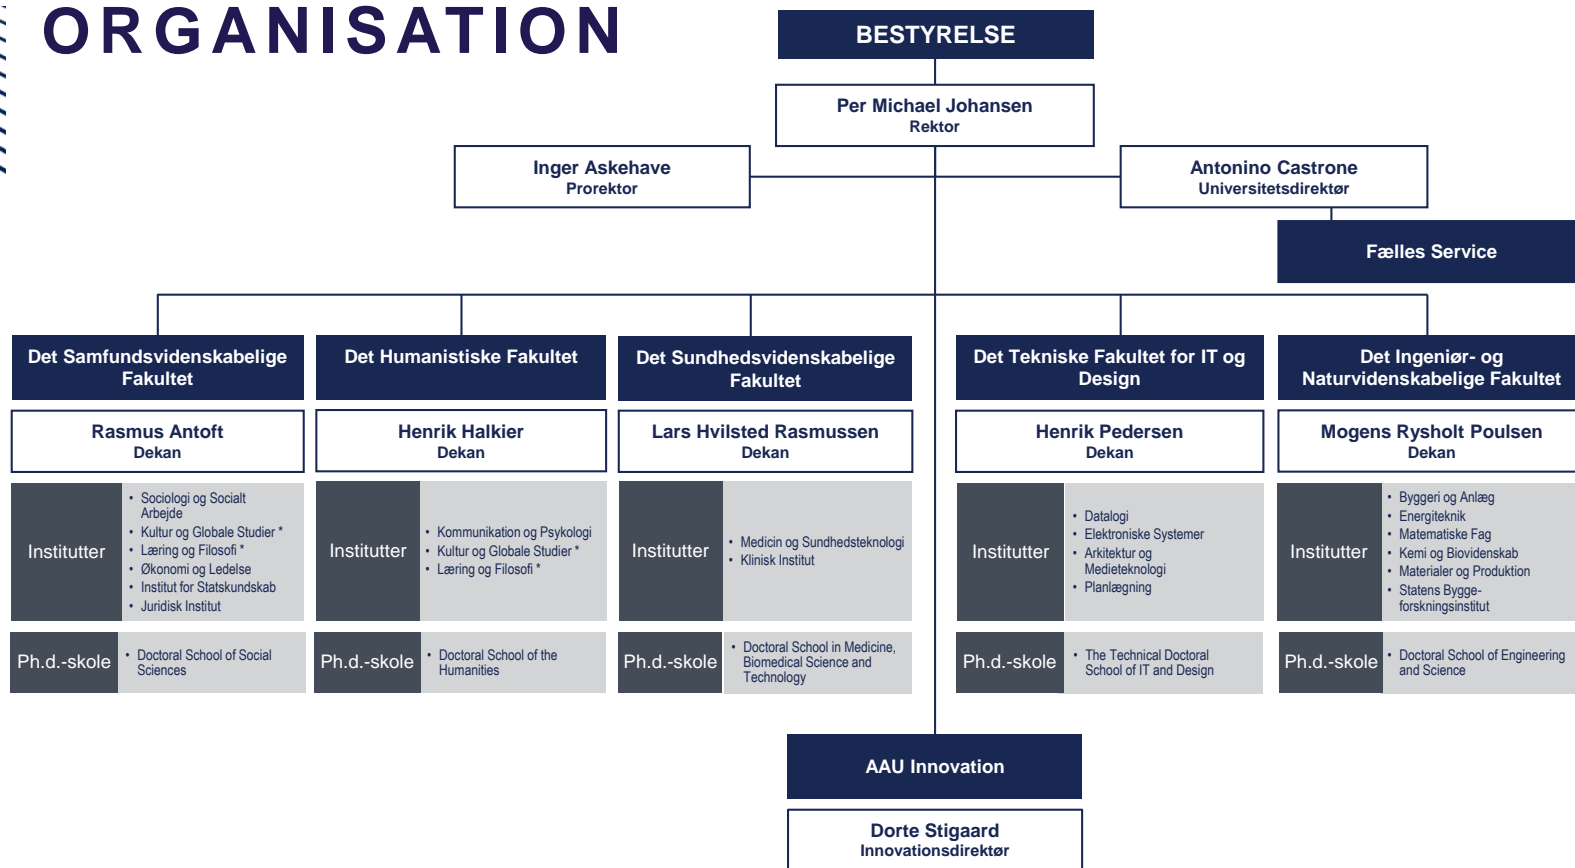 ORGANISATION
BESTYRELSE
Per Michael Johansen
Rektor
Inger Askehave
Prorektor
Antonino Castrone
Universitetsdirektør
Fælles Service
Det Samfundsvidenskabelige
Fakultet
Rasmus Antoft
Dekan
Institutter
• Sociologi og Socialt
Arbejde
• Kultur og Globale Studier *
• Læring og Filosofi *
• Økonomi og Ledelse
• Institut for Statskundskab
• Juridisk Institut
Ph.d.-skole
• Doctoral School of Social
Sciences
Det Humanistiske Fakultet
Henrik Halkier
Dekan
Institutter
• Kommunikation og Psykologi
• Kultur og Globale Studier *
• Læring og Filosofi *
Ph.d.-skole
• Doctoral School of the
Humanities
Det Sundhedsvidenskabelige
Fakultet
Lars Hvilsted Rasmussen
Dekan
Institutter
• Medicin og Sundhedsteknologi
• Klinisk Institut
Ph.d.-skole
• Doctoral School in Medicine,
Biomedical Science and
Technology
Det Tekniske Fakultet for IT og
Design
Henrik Pedersen
Dekan
Institutter
• Datalogi
• Elektroniske Systemer
• Arkitektur og
Medieteknologi
• Planlægning
Ph.d.-skole
• The Technical Doctoral
School of IT and Design
Det Ingeniør- og
Naturvidenskabelige Fakultet
Mogens Rysholt Poulsen
Dekan
Institutter
• Byggeri og Anlæg
• Energiteknik
• Matematiske Fag
• Kemi og Biovidenskab
• Materialer og Produktion
• Statens Bygge-
forskningsinstitut
Ph.d.-skole
• Doctoral School of Engineering
and Science
AAU Innovation
Dorte Stigaard
Innovationsdirektør